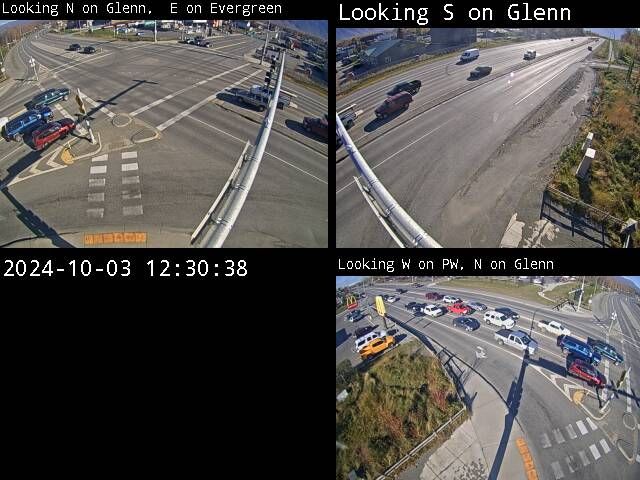 Looking N on Glenn,  E on Evergreen
Looking S on Glenn
2024-10-03 12:30:38
Looking W on PW, N on Glenn